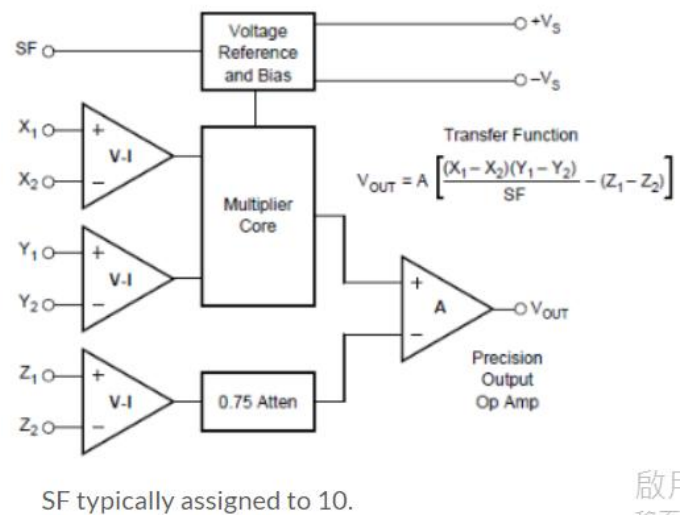 Voltage
Reference
and Bias
SF
+VS
-VS
X1
X2
+
V-I
−
Multiplier
Core
Transfer Function
VOUT = A [(X1 − X2)(Y1 − Y2) / SF − (Z1 − Z2)]
Y1
Y2
+
V-I
−
+
A
−
VOUT
Precision
Output
Op Amp
Z1
Z2
+
V-I
−
0.75 Atten
SF typically assigned to 10.